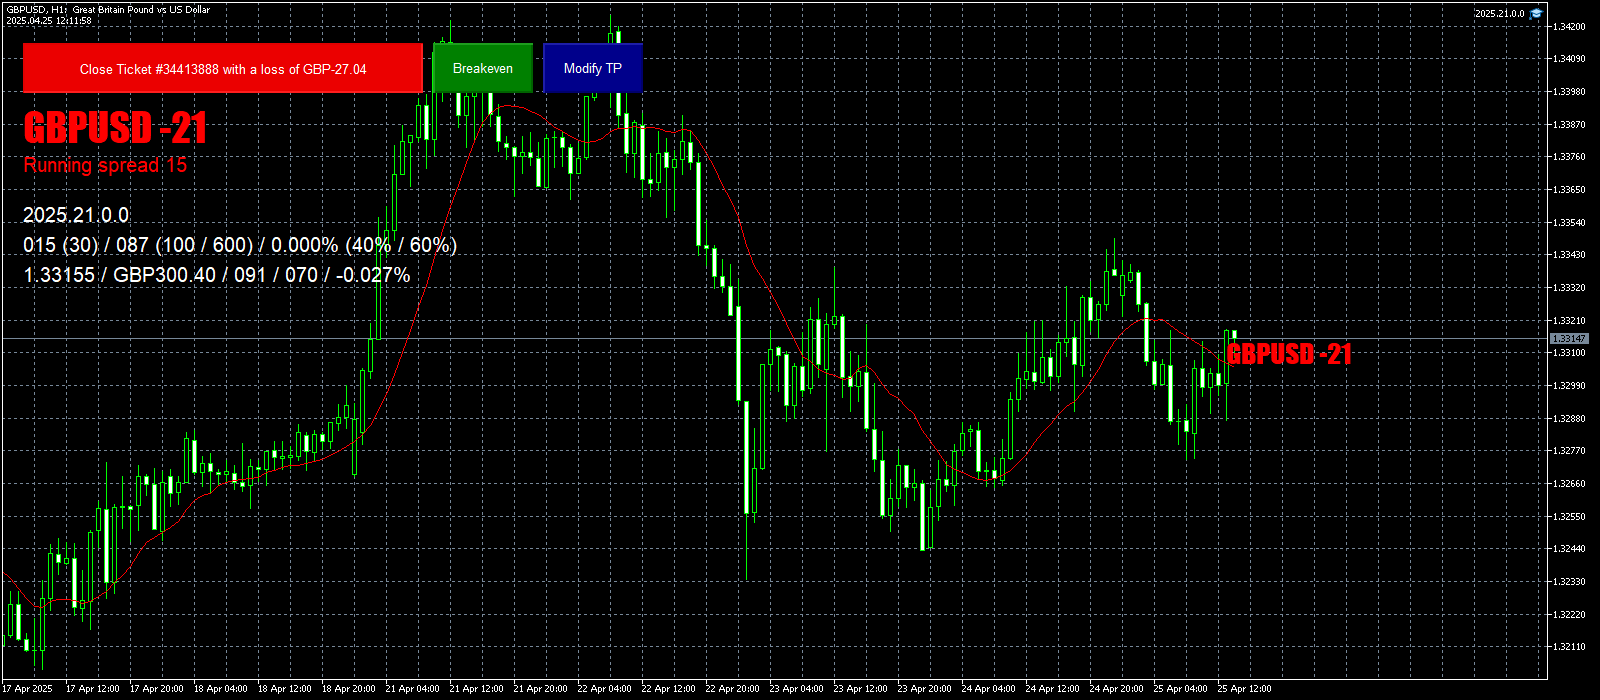 GBPUSD, H1: Great Britain Pound vs US Dollar
2025.04.25 12:11:58
2025.21.0.0
Close Ticket #34413888 with a loss of GBP-27.04
Breakeven
Modify TP
GBPUSD -21
Running spread 15
2025.21.0.0
015 (30) / 087 (100 / 600) / 0.000% (40% / 60%)
1.33155 / GBP300.40 / 091 / 070 / -0.027%
GBPUSD -21
1.34200
1.34090
1.33980
1.33870
1.33760
1.33650
1.33540
1.33430
1.33320
1.33210
1.33147
1.33100
1.32990
1.32880
1.32770
1.32660
1.32550
1.32440
1.32330
1.32220
1.32110
17 Apr 2025
17 Apr 12:00
17 Apr 20:00
18 Apr 04:00
18 Apr 12:00
18 Apr 20:00
21 Apr 04:00
21 Apr 12:00
21 Apr 20:00
22 Apr 04:00
22 Apr 12:00
22 Apr 20:00
23 Apr 04:00
23 Apr 12:00
23 Apr 20:00
24 Apr 04:00
24 Apr 12:00
24 Apr 20:00
25 Apr 04:00
25 Apr 12:00